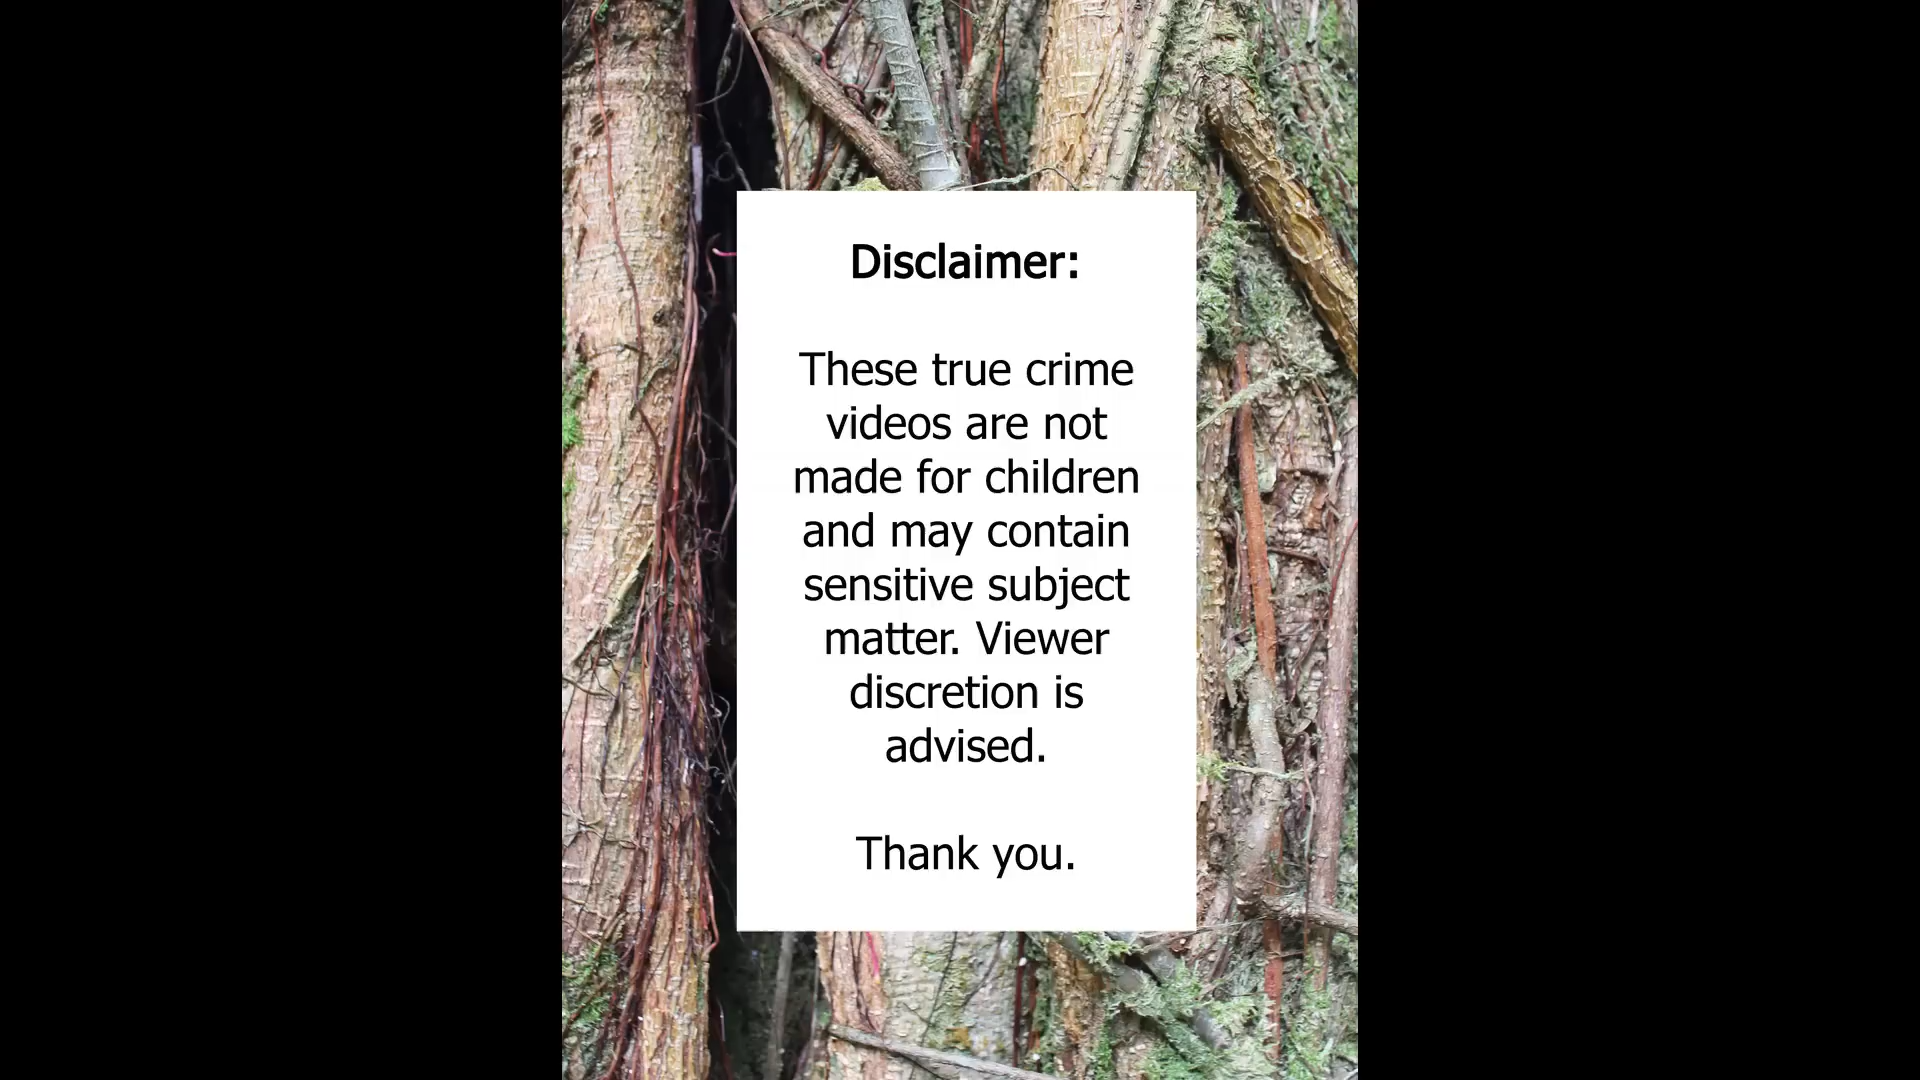 Disclaimer:
These true crime
videos are not
made for children
and may contain
sensitive subject
matter. Viewer
discretion is
advised.
Thank you.